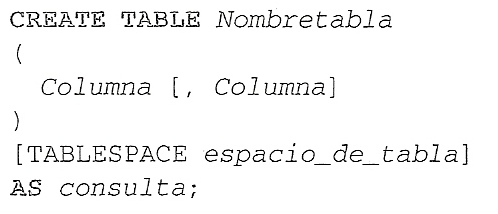 CREATE TABLE Nombretabla
(
Columna [, Columna]
)
[TABLESPACE espacio_de_tabla]
AS consulta;